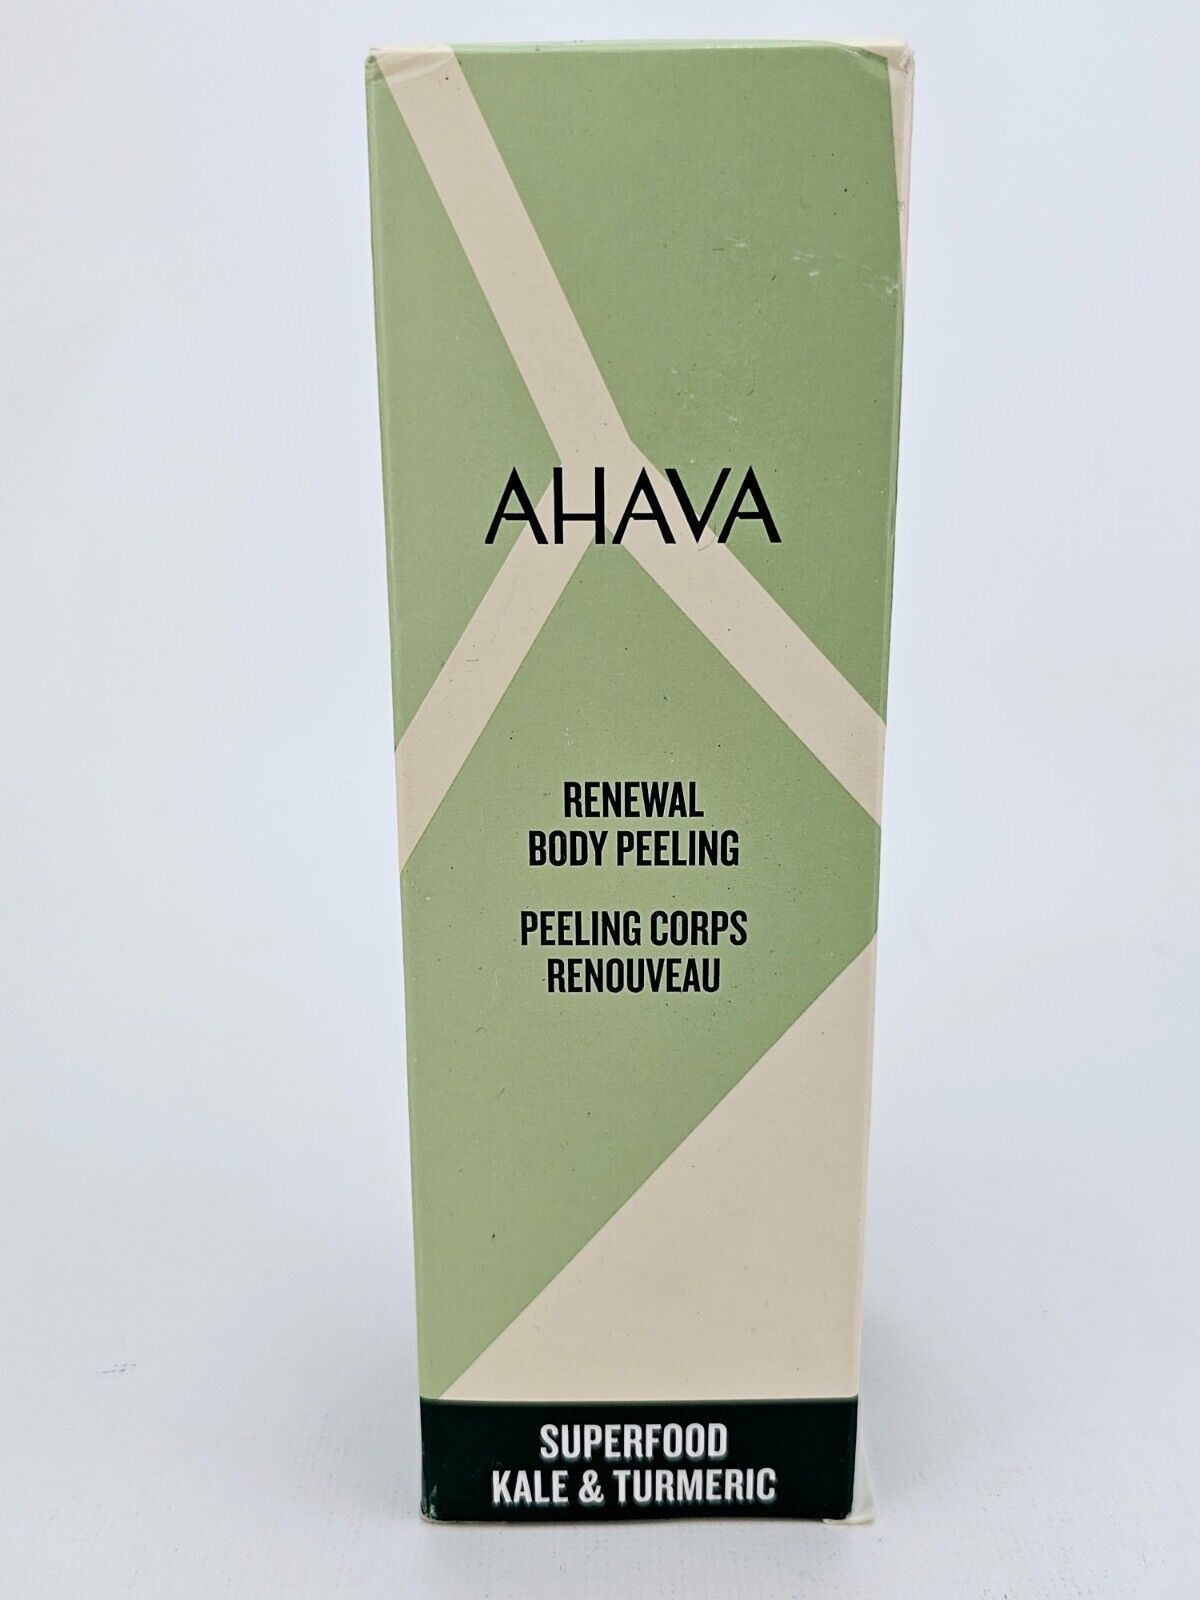 AHAVA
RENEWAL
BODY PEELING
PEELING CORPS
RENOUVEAU
SUPERFOOD
KALE & TURMERIC